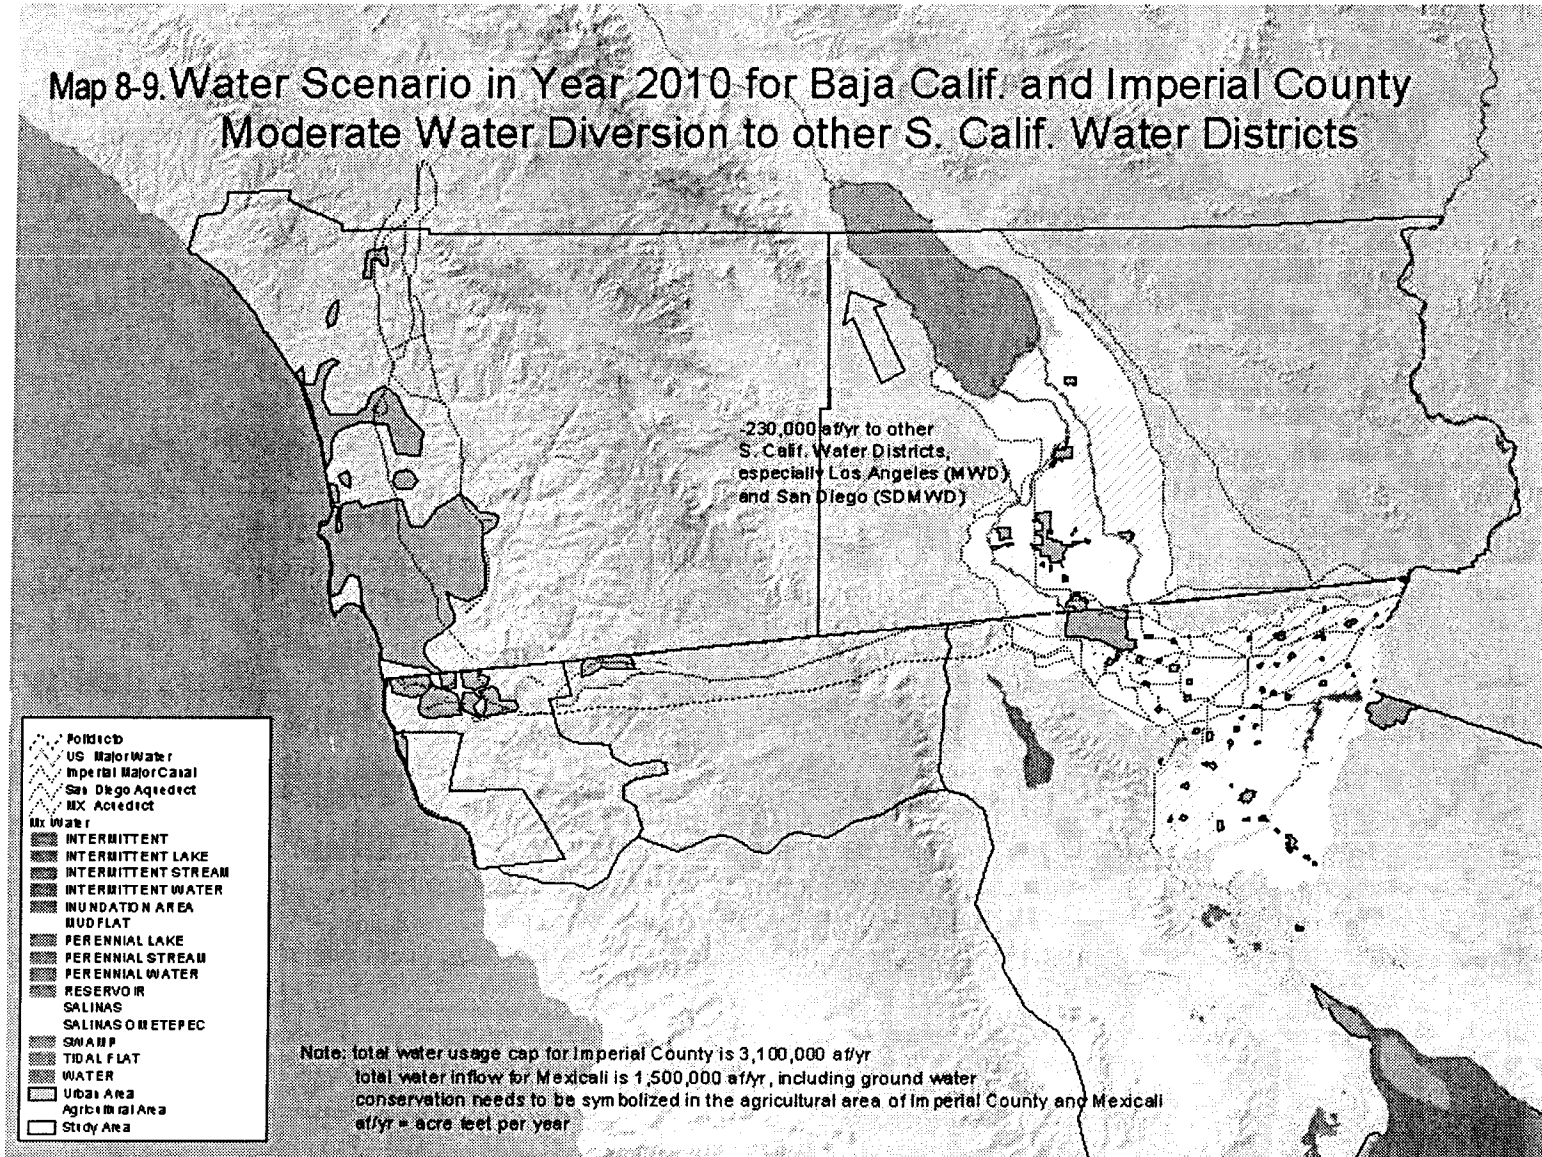 Map 8-9. Water Scenario in Year 2010 for Baja Calif. and Imperial County
Moderate Water Diversion to other S. Calif. Water Districts
-230,000 af/yr to other
S. Calif. Water Districts,
especially Los Angeles (MWD)
and San Diego (SDMWD)
Poliducto
US Major Water
Imperial Major Canal
San Diego Aqueduct
MX Acueduct
Mx Water
INTERMITTENT
INTERMITTENT LAKE
INTERMITTENT STREAM
INTERMITTENT WATER
INUNDATION AREA
MUDFLAT
PERENNIAL LAKE
PERENNIAL STREAM
PERENNIAL WATER
RESERVOIR
SALINAS
SALINAS OMETEPEC
SWAMP
TIDAL FLAT
WATER
Urban Area
Agricultural Area
Study Area
Note: total water usage cap for Imperial County is 3,100,000 af/yr
total water inflow for Mexicali is 1,500,000 af/yr, including ground water
conservation needs to be symbolized in the agricultural area of Imperial County and Mexicali
af/yr = acre feet per year